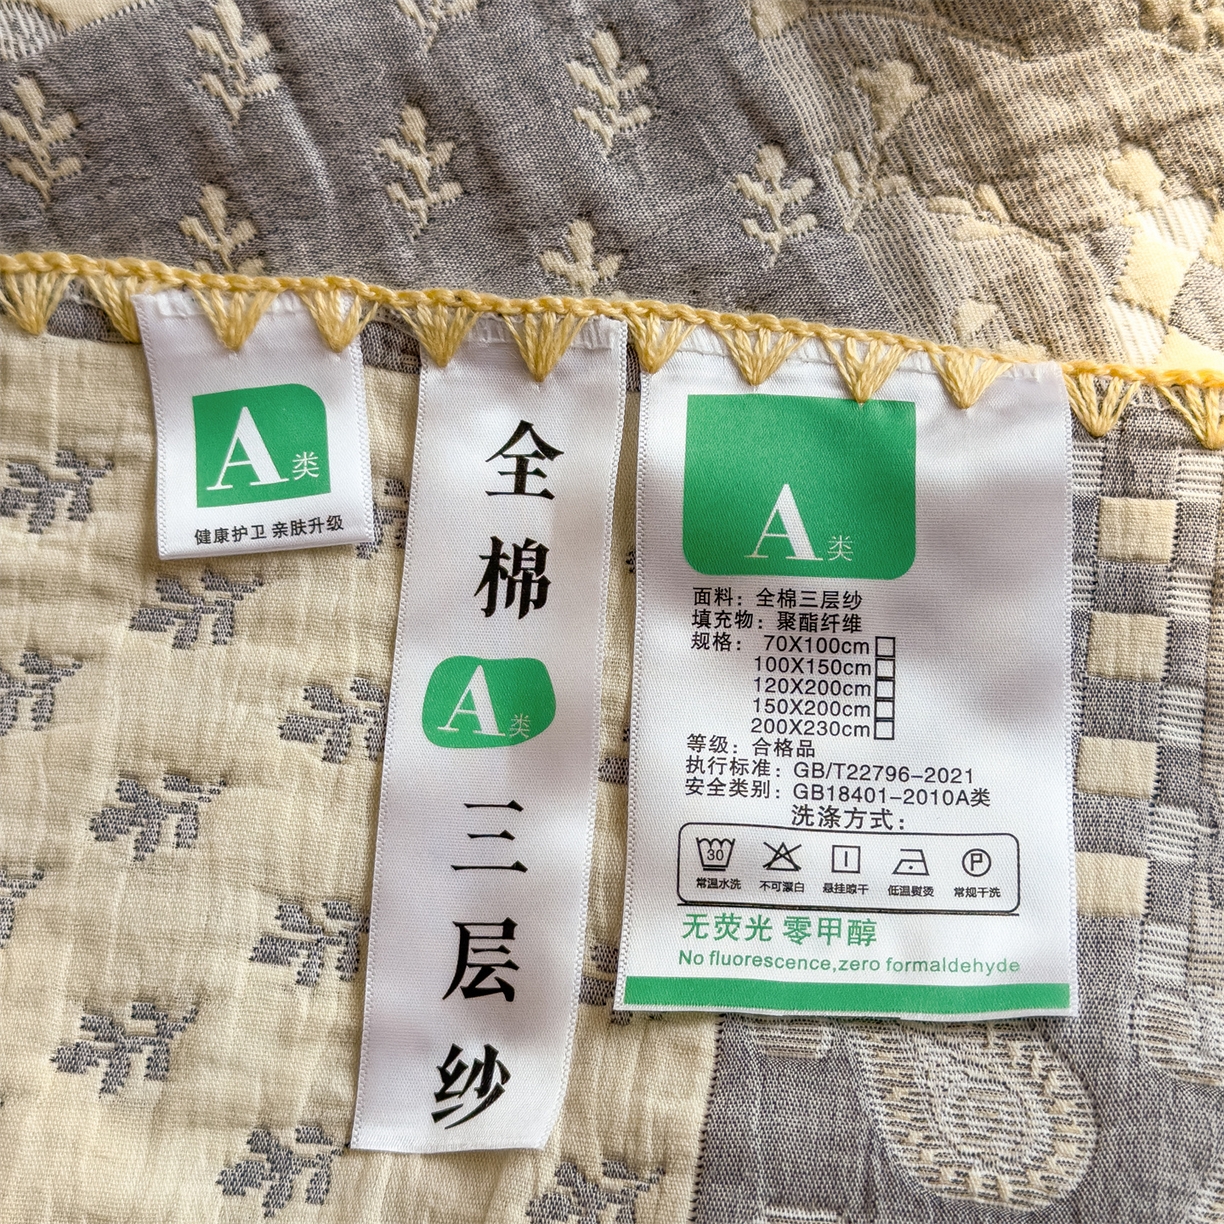 A类
健康护卫 亲肤升级
全
棉
A类
三
层
纱
A类
面料：全棉三层纱
填充物：聚酯纤维
规格：70X100cm
100X150cm
120X200cm
150X200cm
200X230cm
等级：合格品
执行标准：GB/T22796-2021
安全类别：GB18401-2010A类
洗涤方式：
30
P
常温水洗 不可漂白 悬挂晾干 低温熨烫 常规干洗
无荧光 零甲醇
No fluorescence,zero formaldehyde